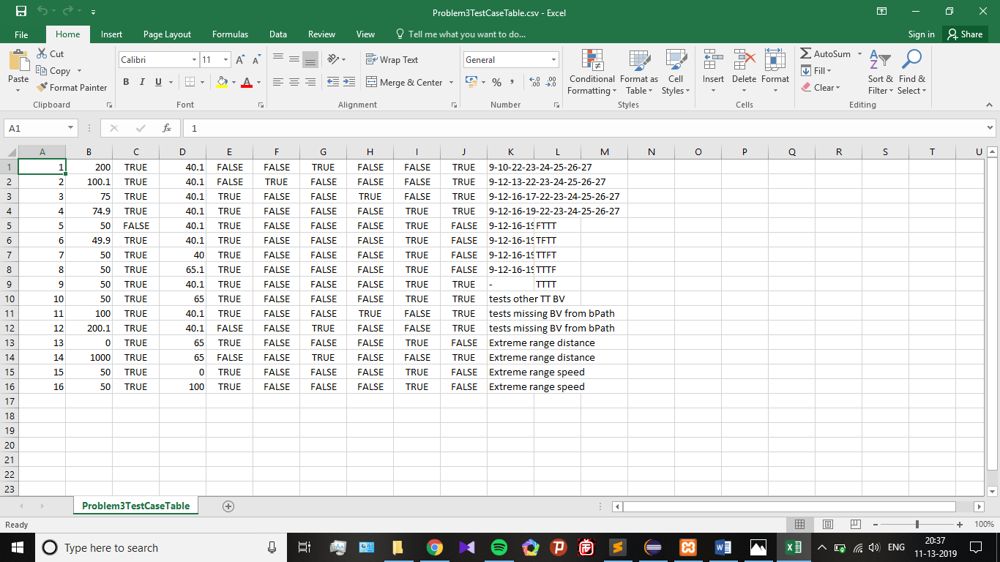 Problem3TestCaseTable.csv - Excel
File Home Insert Page Layout Formulas Data Review View Tell me what you want to do... Sign in Share
Paste
Cut
Copy
Format Painter
Clipboard
Calibri 11
B I U
Font
Wrap Text
Merge & Center
Alignment
General
Number
Conditional Formatting
Format as Table
Cell Styles
Styles
Insert Delete Format
Cells
AutoSum
Fill
Clear
Sort & Filter
Find & Select
Editing
A1 fx 1
A B C D E F G H I J K L M N O P Q R S T U
1 1 200 TRUE 40.1 FALSE FALSE TRUE FALSE FALSE TRUE 9-10-22-23-24-25-26-27
2 2 100.1 TRUE 40.1 FALSE TRUE FALSE FALSE FALSE TRUE 9-12-13-22-23-24-25-26-27
3 3 75 TRUE 40.1 TRUE FALSE FALSE TRUE FALSE TRUE 9-12-16-17-22-23-24-25-26-27
4 4 74.9 TRUE 40.1 TRUE FALSE FALSE FALSE TRUE TRUE 9-12-16-19-22-23-24-25-26-27
5 5 50 FALSE 40.1 TRUE FALSE FALSE FALSE TRUE FALSE 9-12-16-19 FTTT
6 6 49.9 TRUE 40.1 TRUE FALSE FALSE FALSE TRUE FALSE 9-12-16-19 TFTT
7 7 50 TRUE 40 TRUE FALSE FALSE FALSE TRUE FALSE 9-12-16-19 TTFT
8 8 50 TRUE 65.1 TRUE FALSE FALSE FALSE TRUE FALSE 9-12-16-19 TTTF
9 9 50 TRUE 40.1 TRUE FALSE FALSE FALSE TRUE TRUE - TTTT
10 10 50 TRUE 65 TRUE FALSE FALSE FALSE TRUE TRUE tests other TT BV
11 11 100 TRUE 40.1 TRUE FALSE FALSE TRUE FALSE TRUE tests missing BV from bPath
12 12 200.1 TRUE 40.1 FALSE FALSE TRUE FALSE FALSE TRUE tests missing BV from bPath
13 13 0 TRUE 65 TRUE FALSE FALSE FALSE TRUE FALSE Extreme range distance
14 14 1000 TRUE 65 FALSE FALSE TRUE FALSE FALSE TRUE Extreme range distance
15 15 50 TRUE 0 TRUE FALSE FALSE FALSE TRUE FALSE Extreme range speed
16 16 50 TRUE 100 TRUE FALSE FALSE FALSE TRUE FALSE Extreme range speed
17
18
19
20
21
22
23
Problem3TestCaseTable
Ready 100%
Type here to search
ENG
20:37
11-13-2019